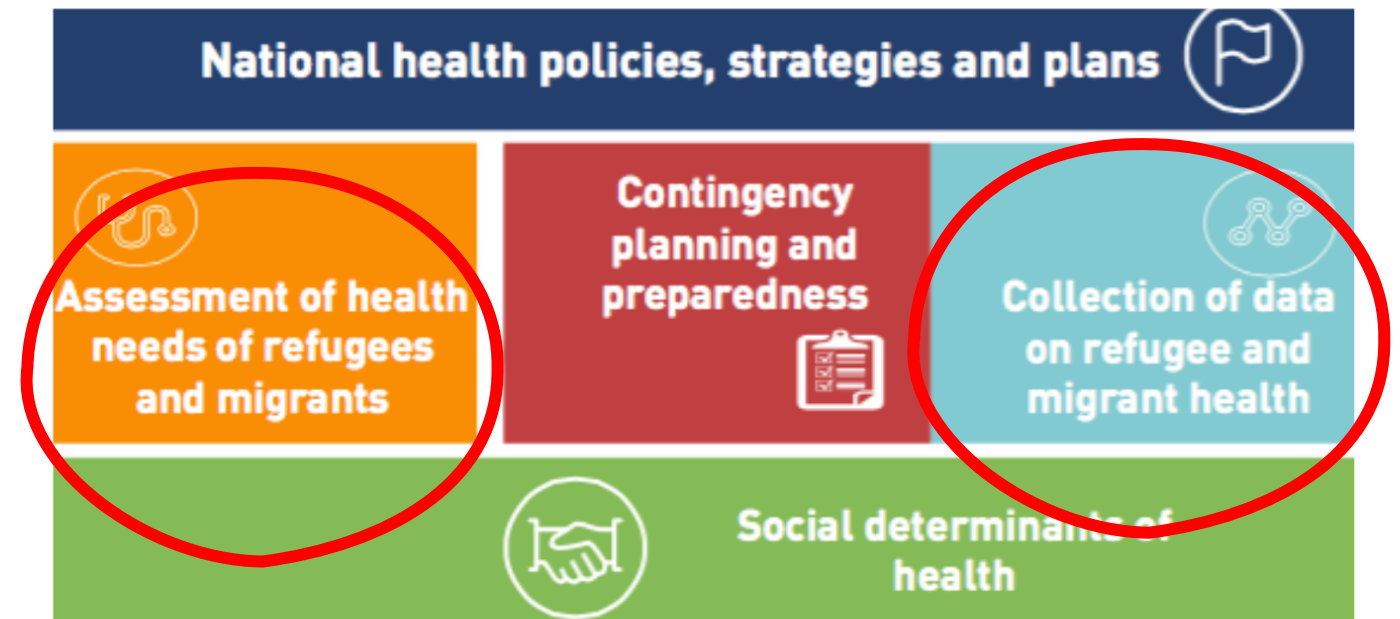 National health policies, strategies and plans
Assessment of health
needs of refugees
and migrants
Contingency
planning and
preparedness
Collection of data
on refugee and
migrant health
Social determinants of
health